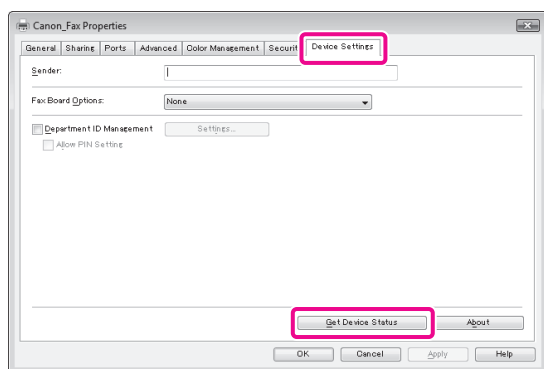 Canon_Fax Properties
General Sharing Ports Advanced Color Management Securit Device Settings
Sender:
Fax Board Options: None
Department ID Management Settings...
Allow PIN Setting
Get Device Status About
OK Cancel Apply Help